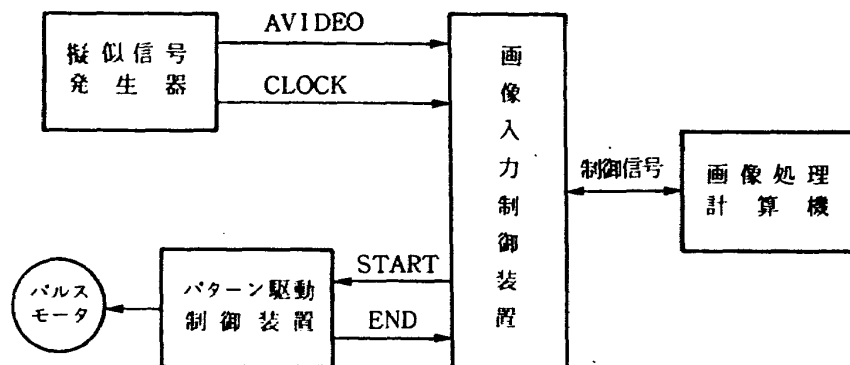 擬似信号
発生器
AVIDEO
CLOCK
画像入力制御装置
制御信号
画像処理
計算機
START
END
パターン駆動
制御装置
パルス
モータ